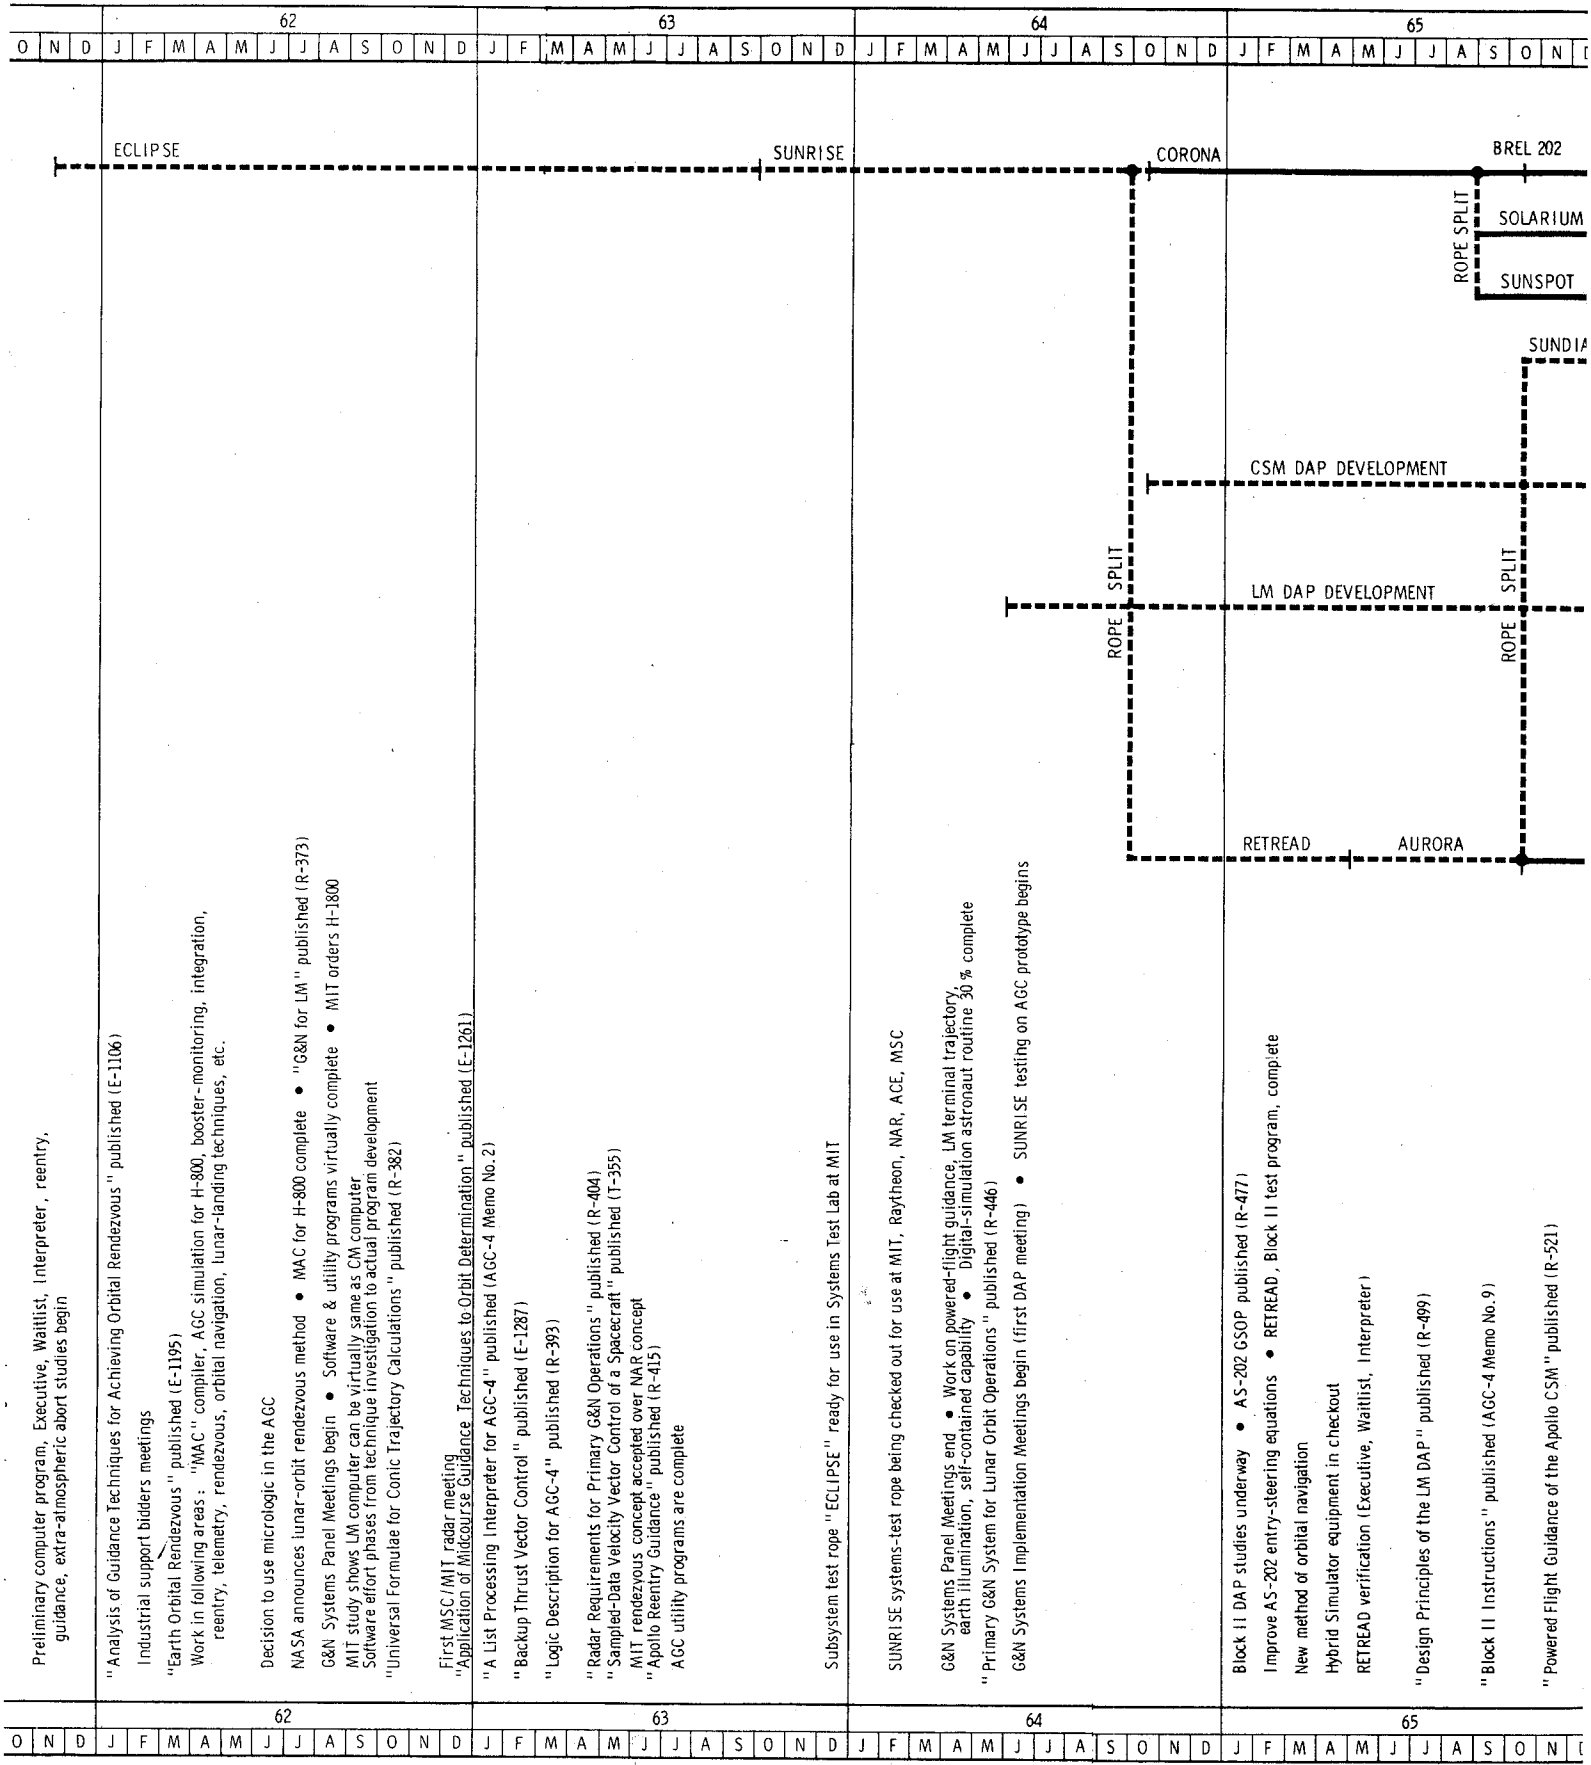 62 63 64 65
O N D J F M A M J J A S O N D J F M A M J J A S O N D J F M A M J J A S O N D J F M A M J J A S O N D
ECLIPSE
SUNRISE
CORONA
BREL 202
ROPE SPLIT
SOLARIUM
SUNSPOT
SUNDIA
CSM DAP DEVELOPMENT
ROPE SPLIT
LM DAP DEVELOPMENT
ROPE SPLIT
RETREAD
AURORA
Preliminary computer program, Executive, Waitlist, Interpreter, reentry,
guidance, extra-atmospheric abort studies begin
"Analysis of Guidance Techniques for Achieving Orbital Rendezvous" published (E-1106)
Industrial support bidders meetings
"Earth Orbital Rendezvous" published (E-1195)
Work in following areas: "MAC" compiler, AGC simulation for H-800, booster-monitoring, integration,
reentry, telemetry, rendezvous, orbital navigation, lunar-landing techniques, etc.
Decision to use micrologic in the AGC
NASA announces lunar-orbit rendezvous method • MAC for H-800 complete • "G&N for LM" published (R-373)
G&N Systems Panel Meetings begin • Software & utility programs virtually complete • MIT orders H-1800
MIT study shows LM computer can be virtually same as CM computer
Software effort phases from technique investigation to actual program development
"Universal Formulae for Conic Trajectory Calculations" published (R-382)
First MSC/MIT radar meeting
"Application of Midcourse Guidance Techniques to Orbit Determination" published (E-1261)
"A List Processing Interpreter for AGC-4" published (AGC-4 Memo No. 2)
"Backup Thrust Vector Control" published (E-1287)
"Logic Description for AGC-4" published (R-393)
"Radar Requirements for Primary G&N Operations" published (R-404)
"Sampled-Data Velocity Vector Control of a Spacecraft" published (T-355)
MIT rendezvous concept accepted over NAR concept
"Apollo Reentry Guidance" published (R-415)
AGC utility programs are complete
Subsystem test rope "ECLIPSE" ready for use in Systems Test Lab at MIT
SUNRISE systems-test rope being checked out for use at MIT, Raytheon, NAR, ACE, MSC
G&N Systems Panel Meetings end • Work on powered-flight guidance, LM terminal trajectory,
earth illumination, self-contained capability • Digital-simulation astronaut routine 30 % complete
"Primary G&N System for Lunar Orbit Operations" published (R-446)
G&N Systems Implementation Meetings begin (first DAP meeting) • SUNRISE testing on AGC prototype begins
Block II DAP studies underway • AS-202 GSOP published (R-477)
Improve AS-202 entry-steering equations • RETREAD, Block II test program, complete
New method of orbital navigation
Hybrid Simulator equipment in checkout
RETREAD verification (Executive, Waitlist, Interpreter)
"Design Principles of the LM DAP" published (R-499)
"Block II Instructions" published (AGC-4 Memo No. 9)
"Powered Flight Guidance of the Apollo CSM" published (R-521)
62 63 64 65
O N D J F M A M J J A S O N D J F M A M J J A S O N D J F M A M J J A S O N D J F M A M J J A S O N D